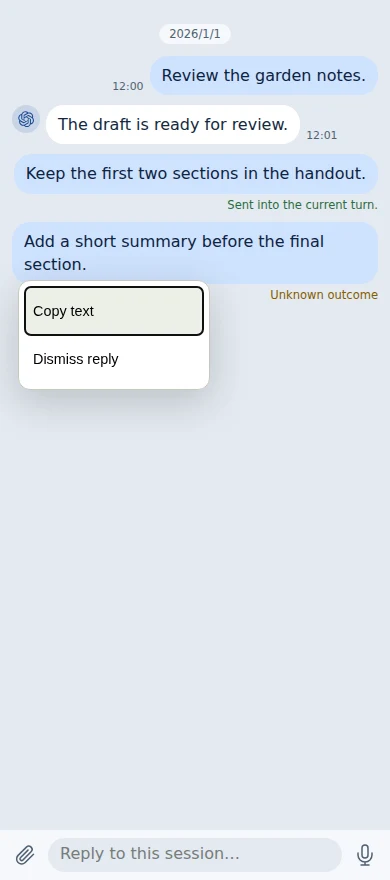 2026/1/1
Review the garden notes.
12:00
The draft is ready for review.
12:01
Keep the first two sections in the handout.
Sent into the current turn.
Add a short summary before the final
section.
Unknown outcome
Copy text
Dismiss reply
Reply to this session...